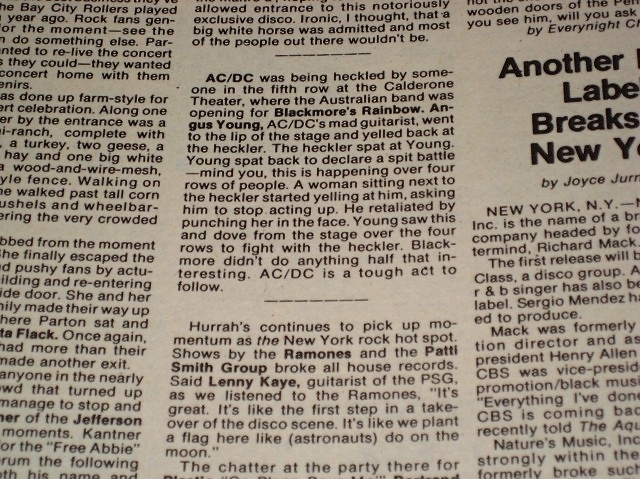 he Bay City Rollers played
year ago. Rock fans gen-
for the moment—see the
do something else. Par-
anted to re-live the concert
they could—they wanted
concert home with them
enirs.
as done up farm-style for
ert celebration. Along one
er by the entrance was a
i-ranch, complete with
a turkey, two geese, a
hay and one big white
a wood-and-wire-mesh,
yle fence. Walking on
e walked past tall corn
ushels and wheelbar-
ering the very crowded
bbed from the moment
he finally escaped the
d pushy fans by actu-
ilding and re-entering
ide door. She and her
nily made their way up
here Parton sat and
ta Flack. Once again,
had more than their
made another exit.
anyone in the nearly
wd that turned up
manage to stop and
ner of the Jefferson
moments. Kantner
or the "Free Abbie"
rum the following
th his name and
allowed entrance to this notoriously
exclusive disco. Ironic, I thought, that a
big white horse was admitted and most
of the people out there wouldn't be.
AC/DC was being heckled by some-
one in the fifth row at the Calderone
Theater, where the Australian band was
opening for Blackmore's Rainbow. An-
gus Young, AC/DC's mad guitarist, went
to the lip of the stage and yelled back at
the heckler. The heckler spat at Young.
Young spat back to declare a spit battle
—mind you, this is happening over four
rows of people. A woman sitting next to
the heckler started yelling at him, asking
him to stop acting up. He retaliated by
punching her in the face. Young saw this
and dove from the stage over the four
rows to fight with the heckler. Black-
more didn't do anything half that in-
teresting. AC/DC is a tough act to
follow.
Hurrah's continues to pick up mo-
mentum as the New York rock hot spot.
Shows by the Ramones and the Patti
Smith Group broke all house records.
Said Lenny Kaye, guitarist of the PSG,
as we listened to the Ramones, "It's
great. It's like the first step in a take-
over of the disco scene. It's like we plant
a flag here like (astronauts) do on the
moon."
The chatter at the party there for
wooden doors of the
you see him, will you ask
by Everynight
Another
Labe
Breaks
New Yo
by Joyce
NEW YORK, N.Y.—
Inc. is the name of a
company headed by
termind, Richard Mack
The first release will b
Class, a disco group. A
r & b singer has also be
label. Sergio Mendez ha
ed to produce.
Mack was formerly
tion director and as
president Henry Allen
CBS was vice-presid
promotion/black mus
"Everything I've done
CBS is coming bac
recently told The Aqu
Nature's Music, Inc
strongly within the
formerly broke such